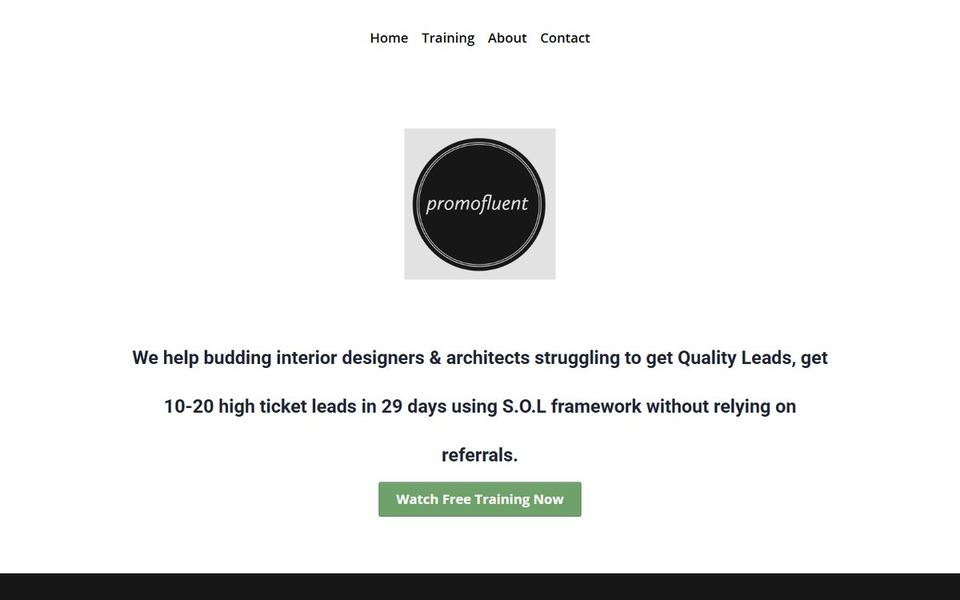 Home Training About Contact
promofluent
We help budding interior designers & architects struggling to get Quality Leads, get
10-20 high ticket leads in 29 days using S.O.L framework without relying on
referrals.
Watch Free Training Now